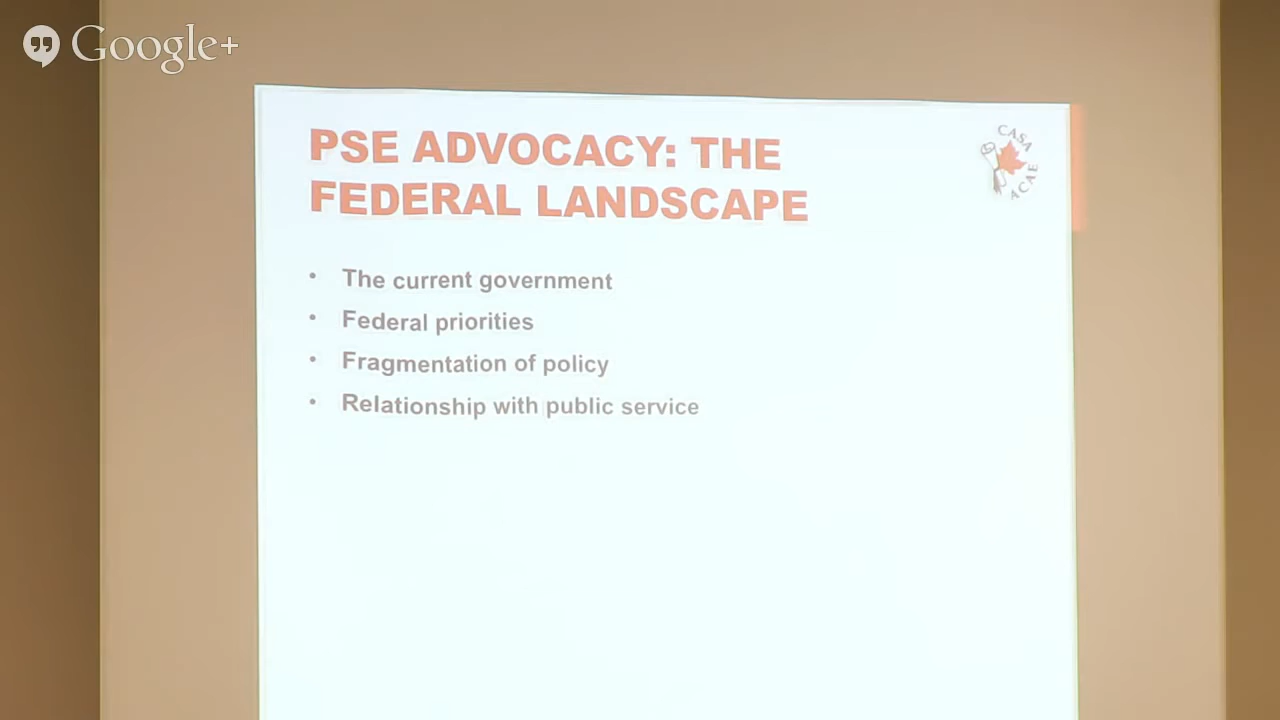 Google+
PSE ADVOCACY: THE
FEDERAL LANDSCAPE
CASA
ACAE
• The current government
• Federal priorities
• Fragmentation of policy
• Relationship with public service